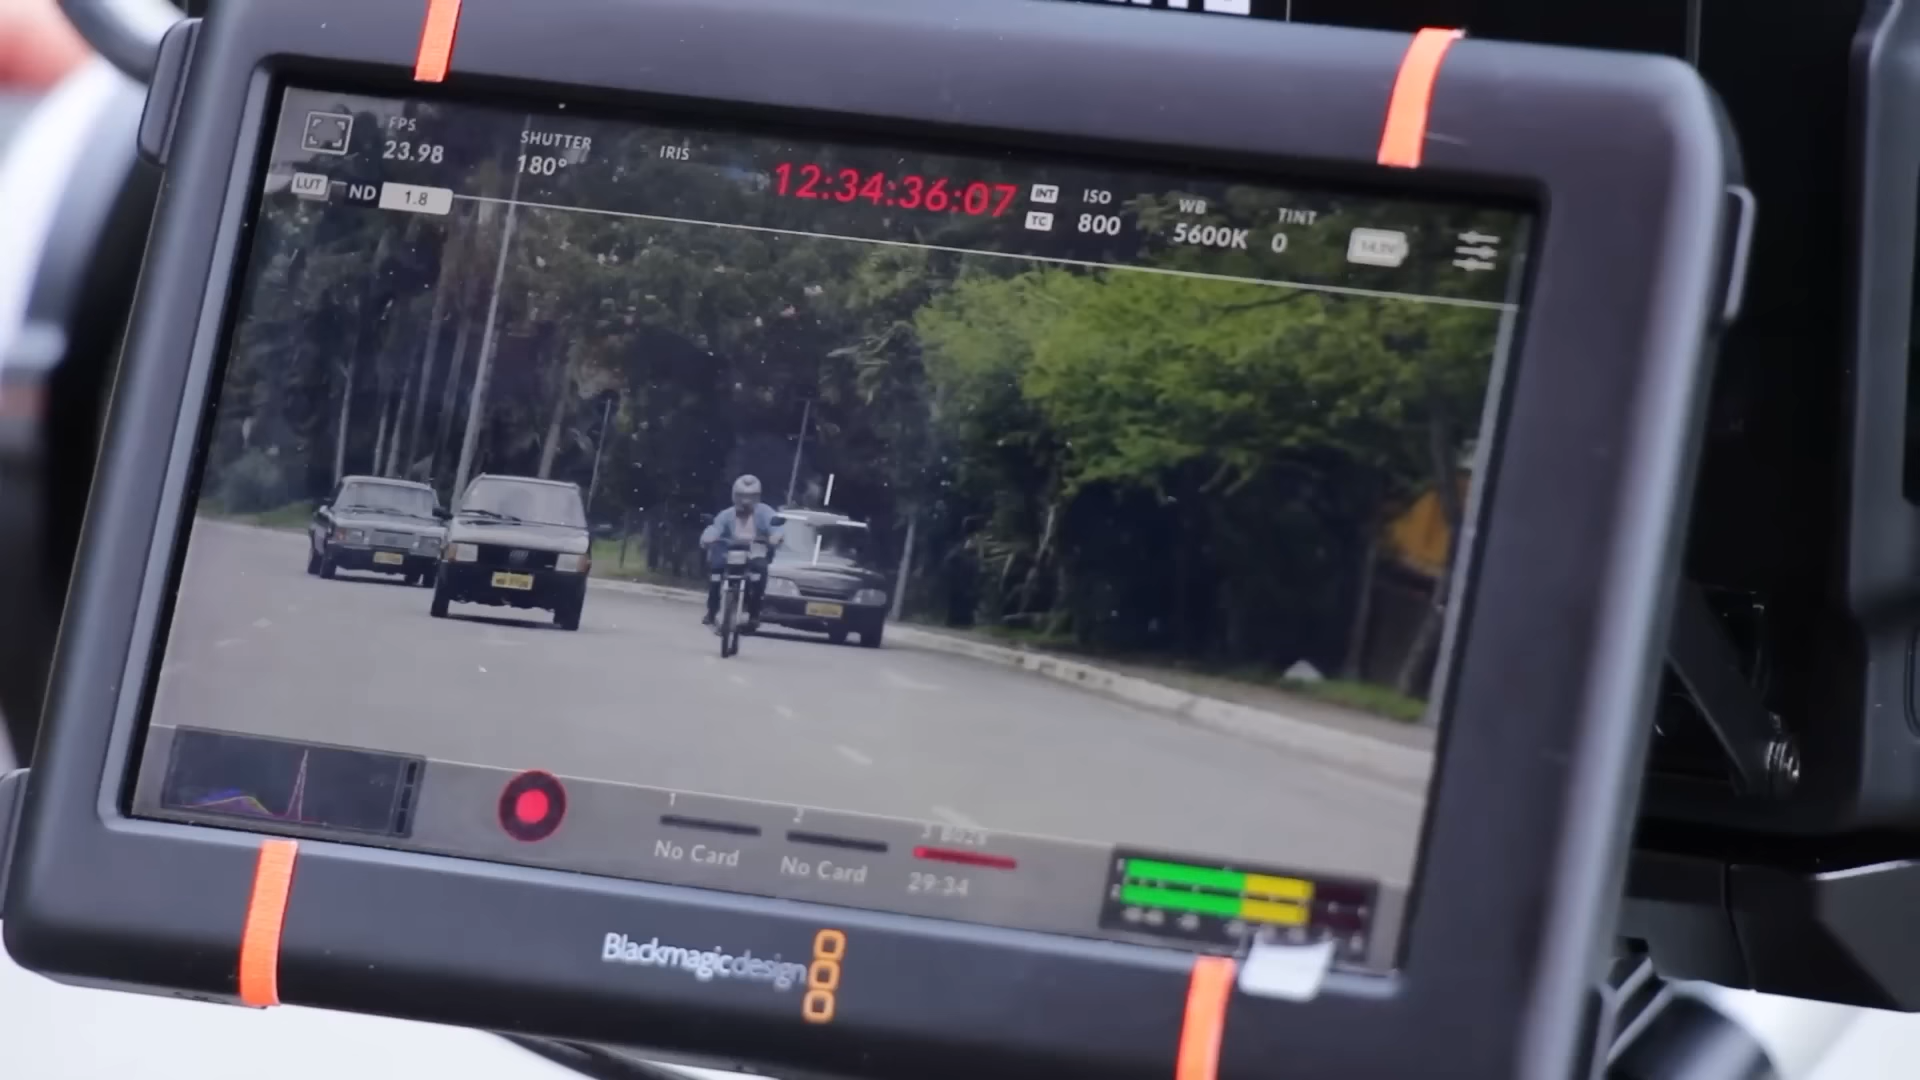 FPS
23.98
SHUTTER
180°
IRIS
12:34:36:07
INT
TC
ISO
800
WB
5600K
TINT
0
LUT
ND 1.8
1
No Card
2
No Card
3
29:34
Blackmagicdesign